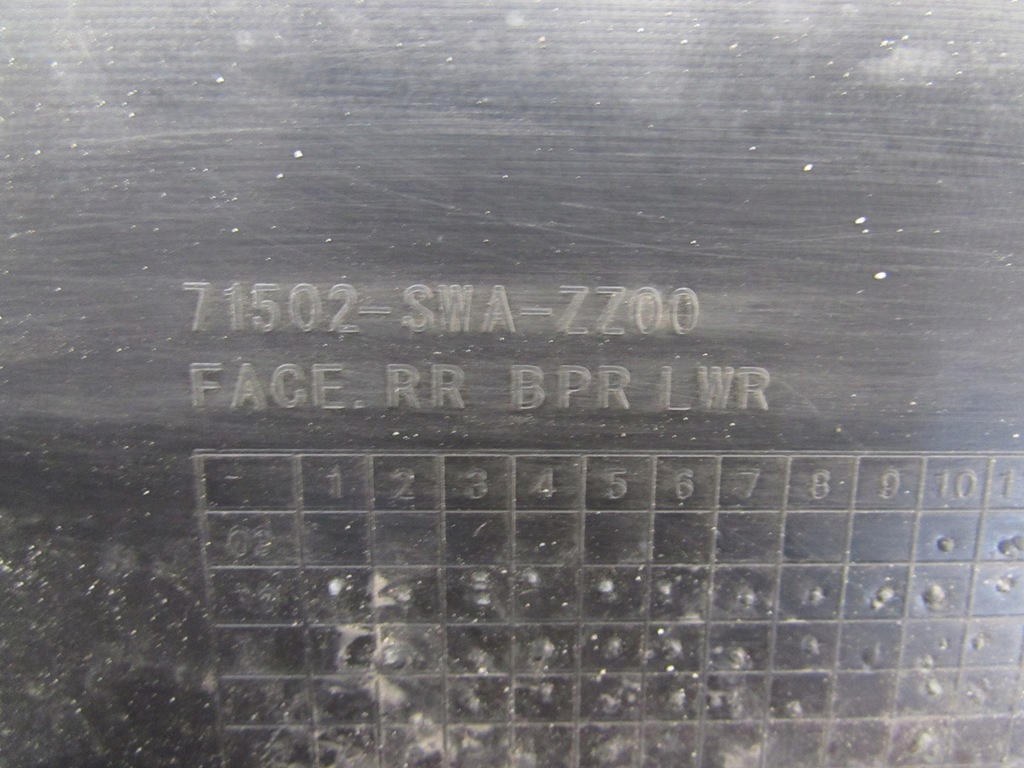 71502-SWA-ZZ00
FACE. RR BPR LWR
- 1 2 3 4 5 6 7 8 9 10